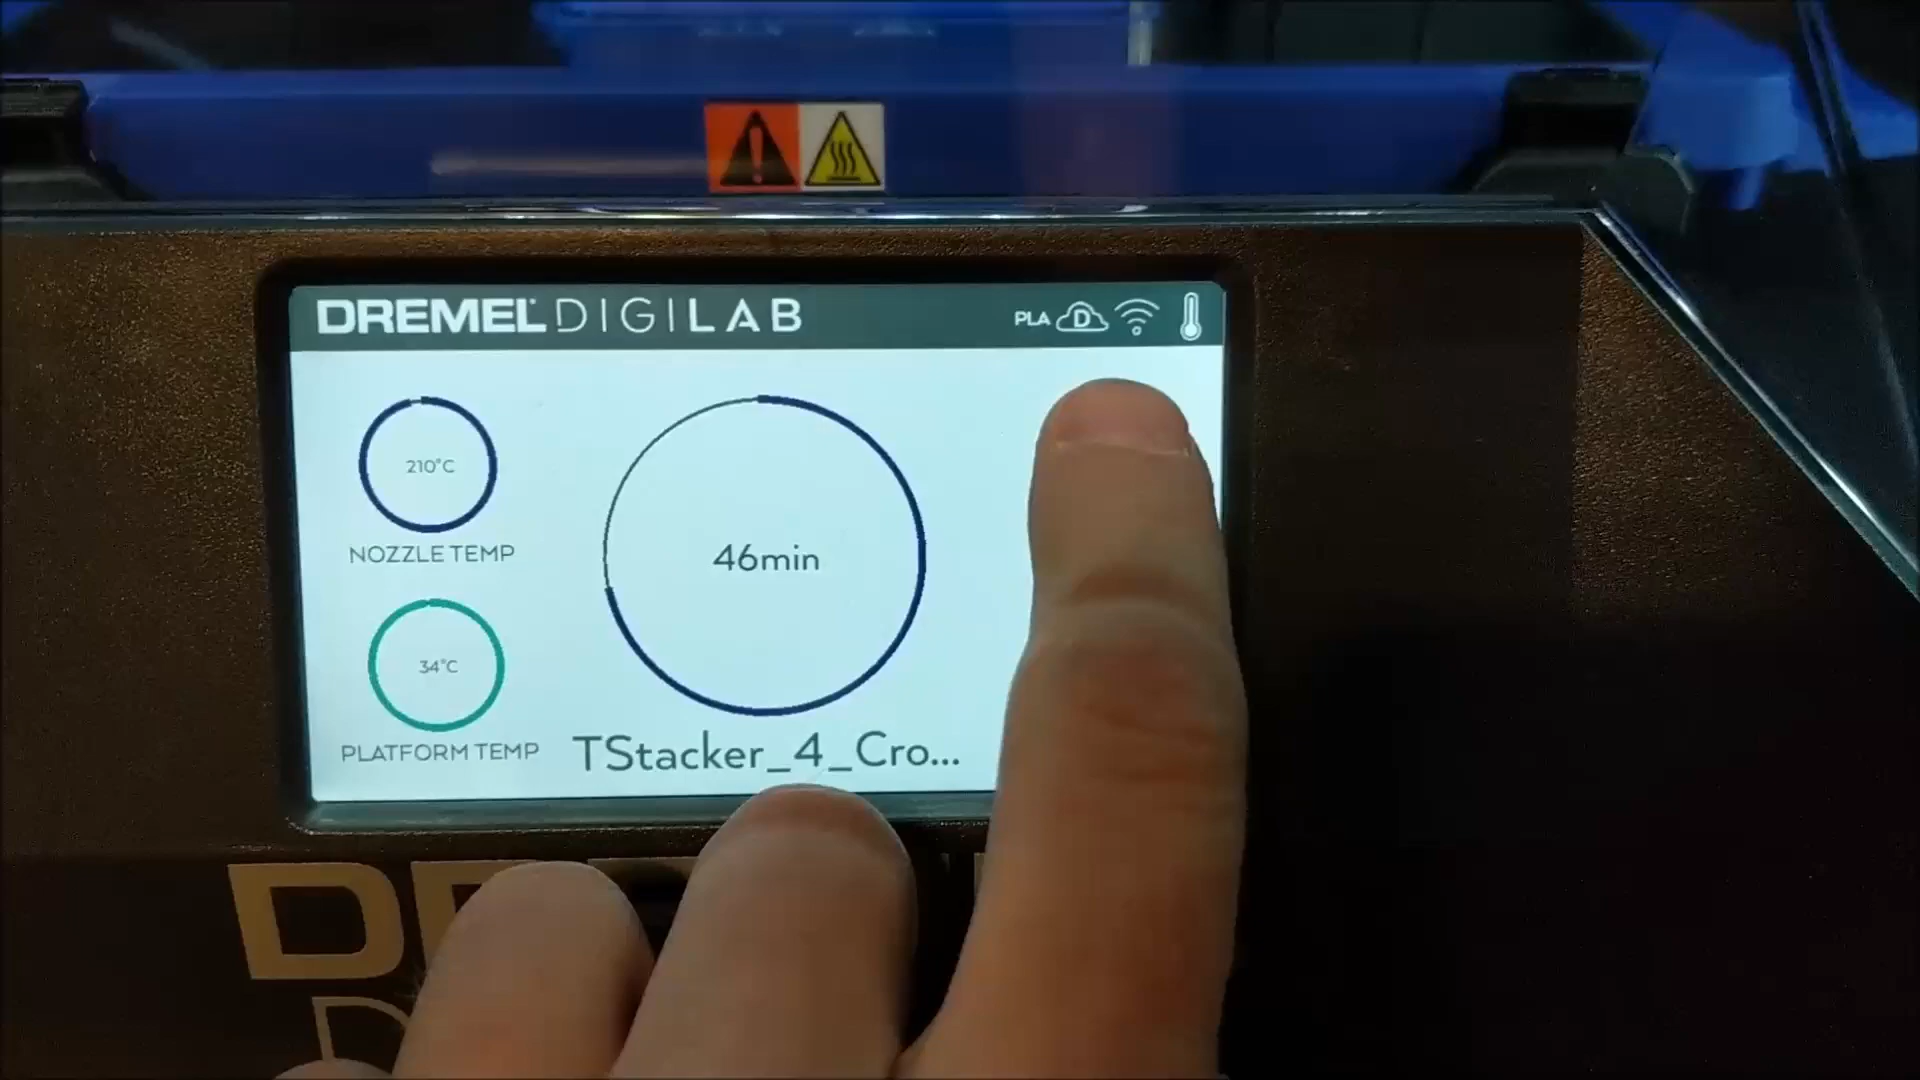 DREMEL DIGILAB
PLA D
210°C
NOZZLE TEMP
46min
34°C
PLATFORM TEMP
TStacker_4_Cro...